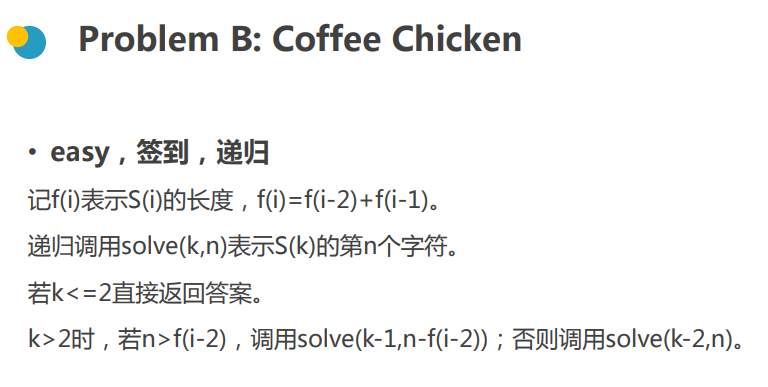 Problem B: Coffee Chicken
• easy，签到，递归
记f(i)表示S(i)的长度，f(i)=f(i-2)+f(i-1)。
递归调用solve(k,n)表示S(k)的第n个字符。
若k<=2直接返回答案。
k>2时，若n>f(i-2)，调用solve(k-1,n-f(i-2))；否则调用solve(k-2,n)。